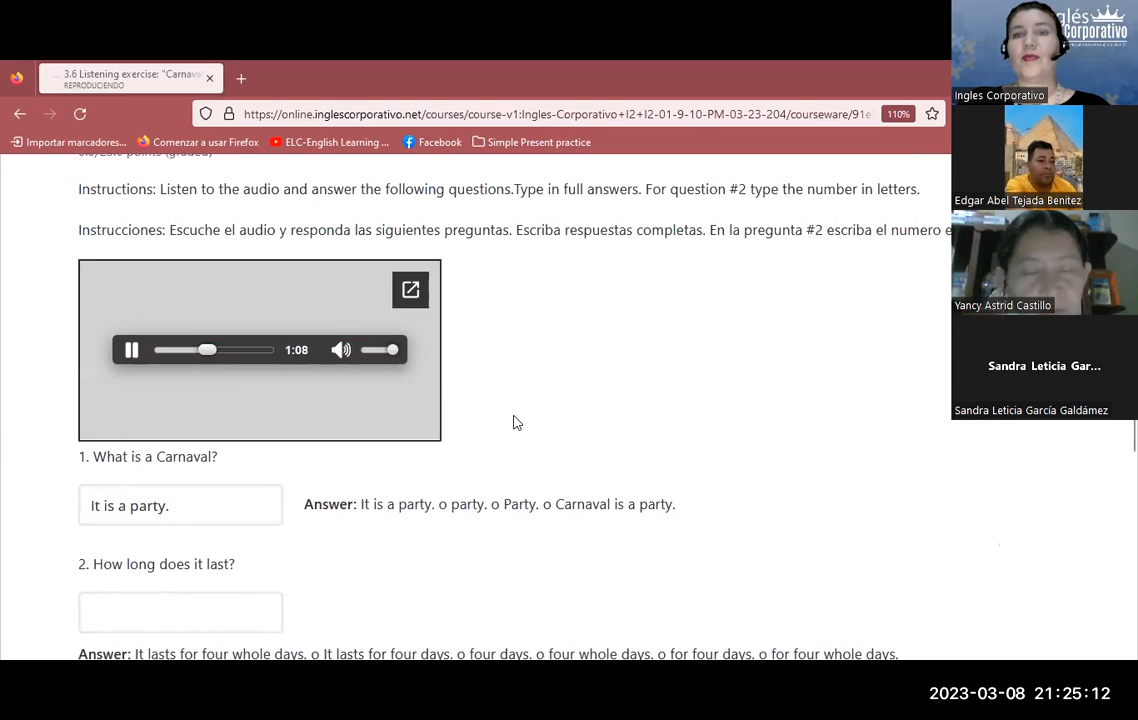 3.6 Listening exercise: "Carnava
REPRODUCIENDO
https://online.inglescorporativo.net/courses/course-v1:Ingles-Corporativo+I2+I2-01-9-10-PM-03-23-204/courseware/91e
110%
Importar marcadores...
Comenzar a usar Firefox
ELC-English Learning ...
Facebook
Simple Present practice
Instructions: Listen to the audio and answer the following questions.Type in full answers. For question #2 type the number in letters.
Instrucciones: Escuche el audio y responda las siguientes preguntas. Escriba respuestas completas. En la pregunta #2 escriba el numero e
1:08
1. What is a Carnaval?
It is a party.
Answer: It is a party. o party. o Party. o Carnaval is a party.
2. How long does it last?
Answer: It lasts for four whole days. o It lasts for four days. o four days. o four whole days. o for four days. o for four whole days.
glés
Corporativo
Ingles Corporativo
Edgar Abel Tejada Benitez
Yancy Astrid Castillo
Sandra Leticia Gar...
Sandra Leticia García Galdámez
2023-03-08 21:25:12